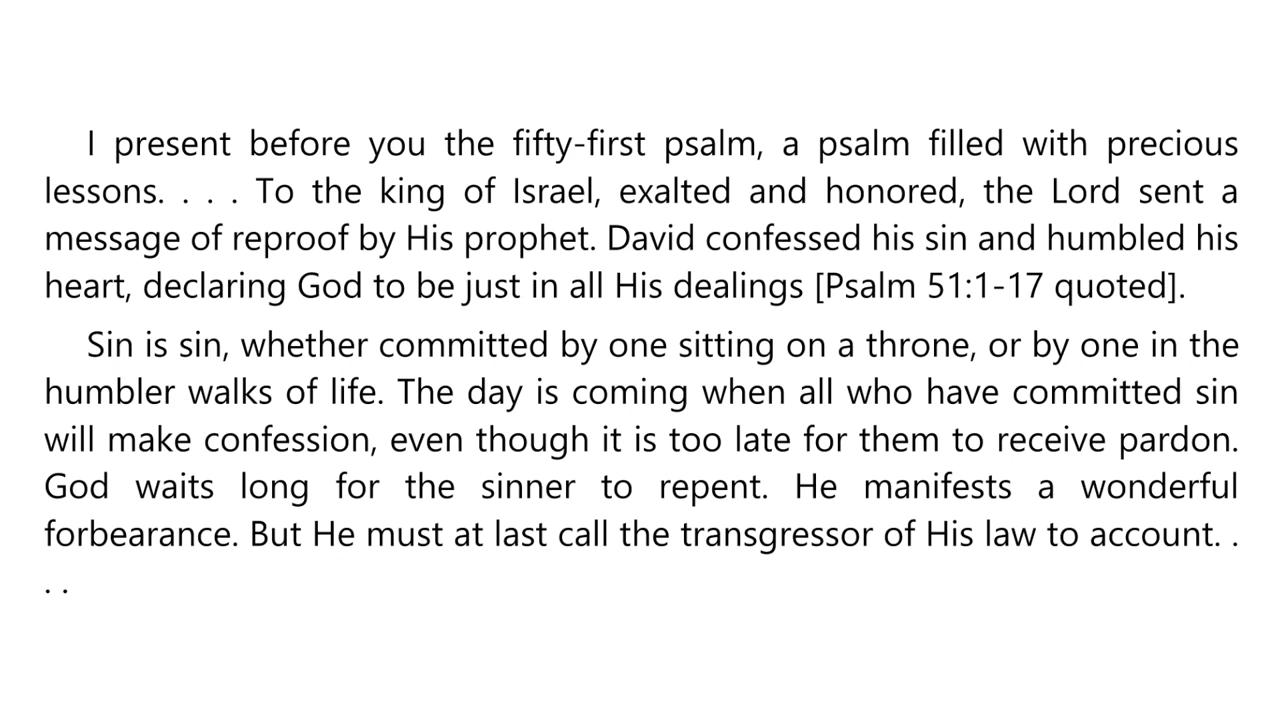 I present before you the fifty-first psalm, a psalm filled with precious
lessons. . . . To the king of Israel, exalted and honored, the Lord sent a
message of reproof by His prophet. David confessed his sin and humbled his
heart, declaring God to be just in all His dealings [Psalm 51:1-17 quoted].
Sin is sin, whether committed by one sitting on a throne, or by one in the
humbler walks of life. The day is coming when all who have committed sin
will make confession, even though it is too late for them to receive pardon.
God waits long for the sinner to repent. He manifests a wonderful
forbearance. But He must at last call the transgressor of His law to account. .
. .